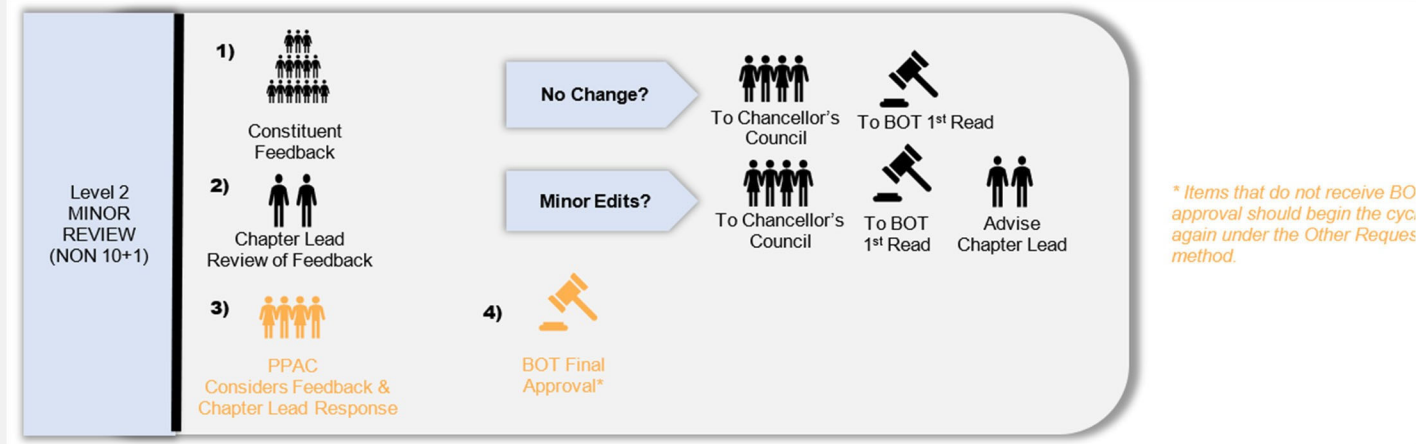 Level 2
MINOR
REVIEW
(NON 10+1)
1)
Constituent
Feedback
2)
Chapter Lead
Review of Feedback
3)
PPAC
Considers Feedback &
Chapter Lead Response
No Change?
To Chancellor's
Council
To BOT 1st Read
Minor Edits?
To Chancellor's
Council
To BOT
1st Read
Advise
Chapter Lead
4)
BOT Final
Approval*
* Items that do not receive
approval should begin the
again under the Other
method.